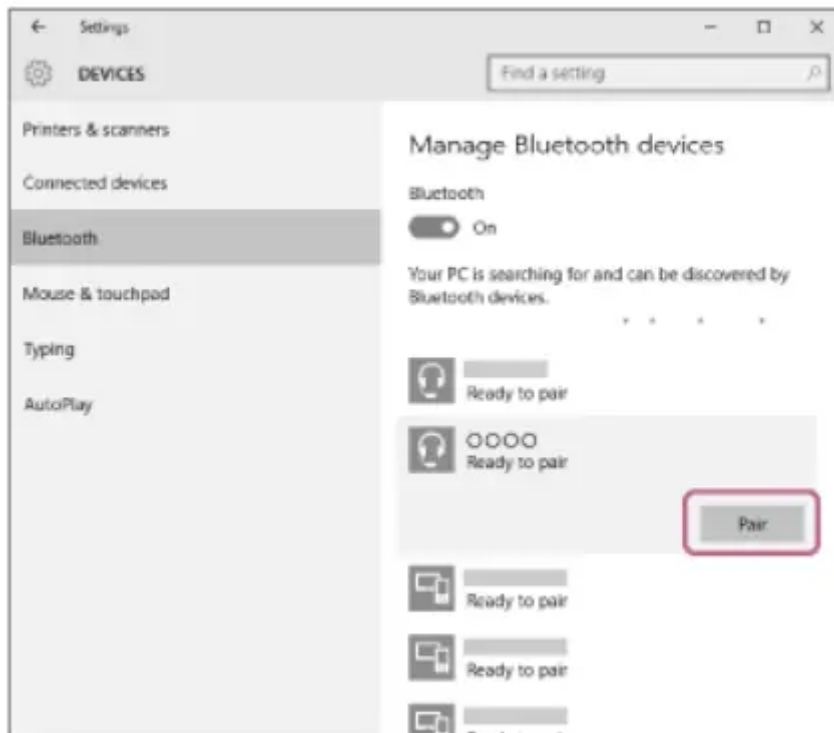 Settings
DEVICES
Find a setting
Printers & scanners
Connected devices
Bluetooth
Mouse & touchpad
Typing
AutoPlay
Manage Bluetooth devices
Bluetooth
On
Your PC is searching for and can be discovered by
Bluetooth devices.
Ready to pair
OOOO
Ready to pair
Pair
Ready to pair
Ready to pair